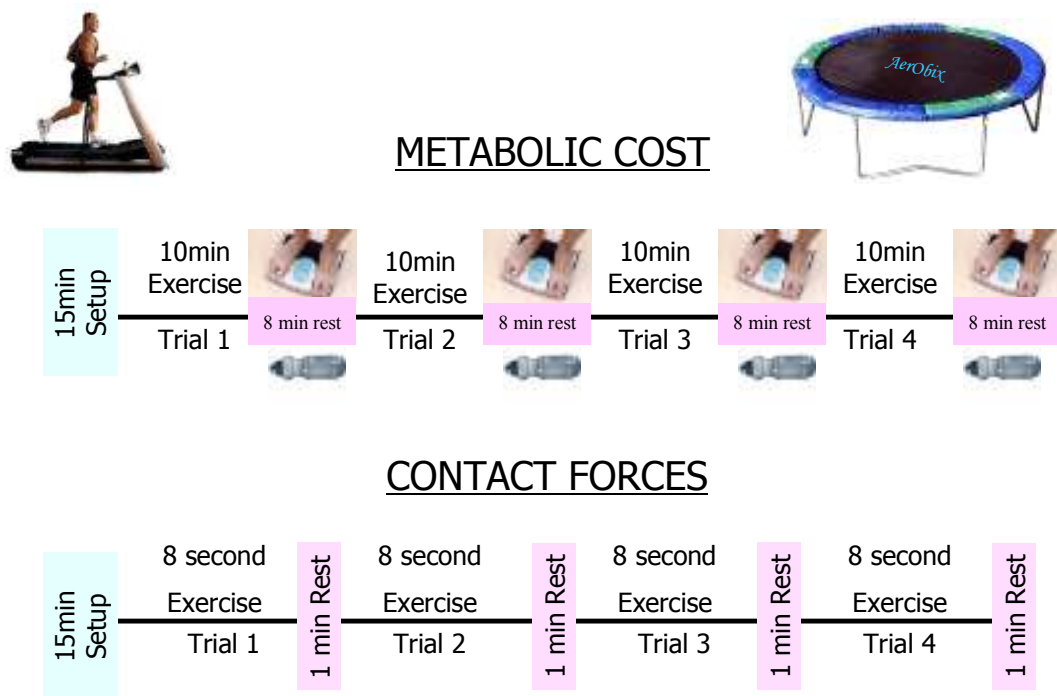 AerObix
METABOLIC COST
15min
Setup
10min
Exercise
Trial 1
8 min rest
10min
Exercise
Trial 2
8 min rest
10min
Exercise
Trial 3
8 min rest
10min
Exercise
Trial 4
8 min rest
CONTACT FORCES
15min
Setup
8 second
Exercise
Trial 1
1 min Rest
8 second
Exercise
Trial 2
1 min Rest
8 second
Exercise
Trial 3
1 min Rest
8 second
Exercise
Trial 4
1 min Rest